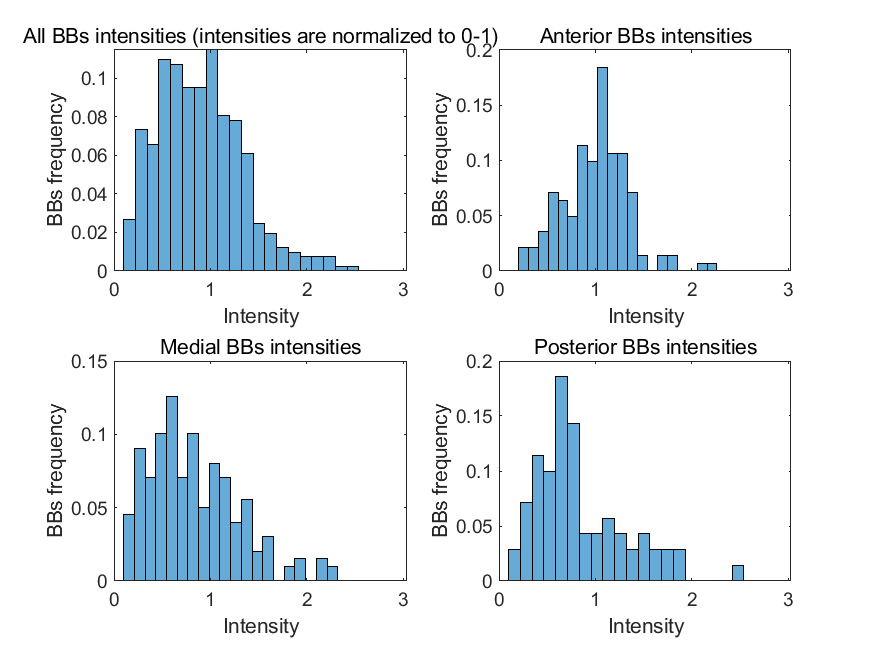 All BBs intensities (intensities are normalized to 0-1)
0.1
0.08
0.06
0.04
0.02
0
BBs frequency
0 1 2 3
Intensity
Anterior BBs intensities
0.2
0.15
0.1
0.05
0
BBs frequency
0 1 2 3
Intensity
Medial BBs intensities
0.15
0.1
0.05
0
BBs frequency
0 1 2 3
Intensity
Posterior BBs intensities
0.2
0.15
0.1
0.05
0
BBs frequency
0 1 2 3
Intensity